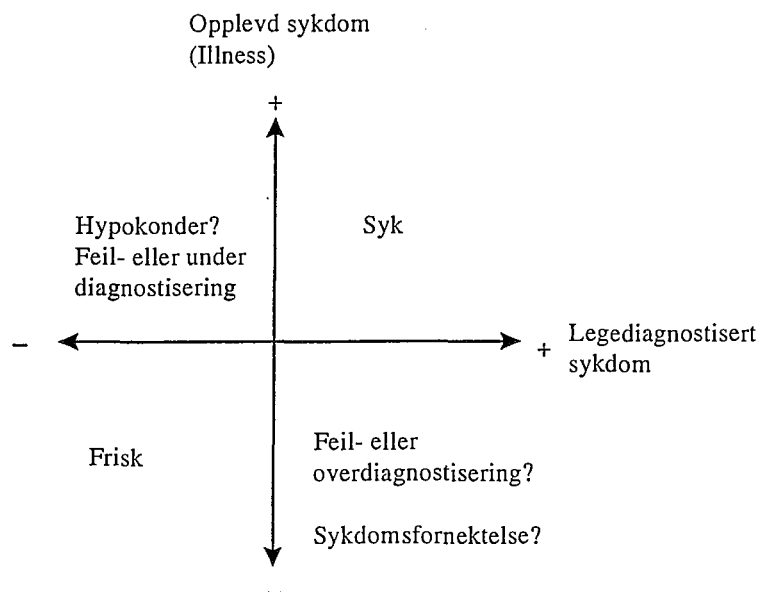 Opplevd sykdom
(Illness)
+
Hypokonder?
Feil- eller under
diagnostisering
Syk
−
+
Legediagnostisert
sykdom
Frisk
Feil- eller
overdiagnostisering?
Sykdomsfornektelse?